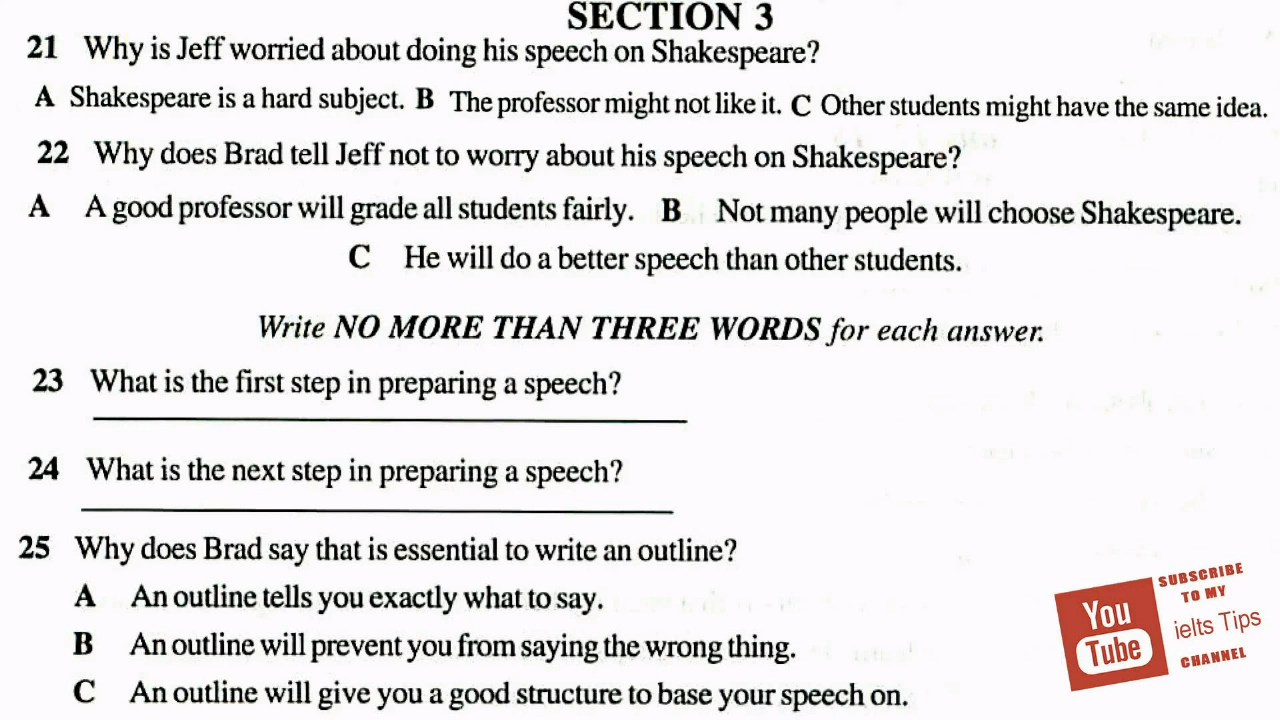 SECTION 3
21 Why is Jeff worried about doing his speech on Shakespeare?
A Shakespeare is a hard subject. B The professor might not like it. C Other students might have the same idea.
22 Why does Brad tell Jeff not to worry about his speech on Shakespeare?
A A good professor will grade all students fairly. B Not many people will choose Shakespeare.
C He will do a better speech than other students.
Write NO MORE THAN THREE WORDS for each answer.
23 What is the first step in preparing a speech?
24 What is the next step in preparing a speech?
25 Why does Brad say that is essential to write an outline?
A An outline tells you exactly what to say.
B An outline will prevent you from saying the wrong thing.
C An outline will give you a good structure to base your speech on.
You
Tube
SUBSCRIBE
TO MY
ielts Tips
CHANNEL